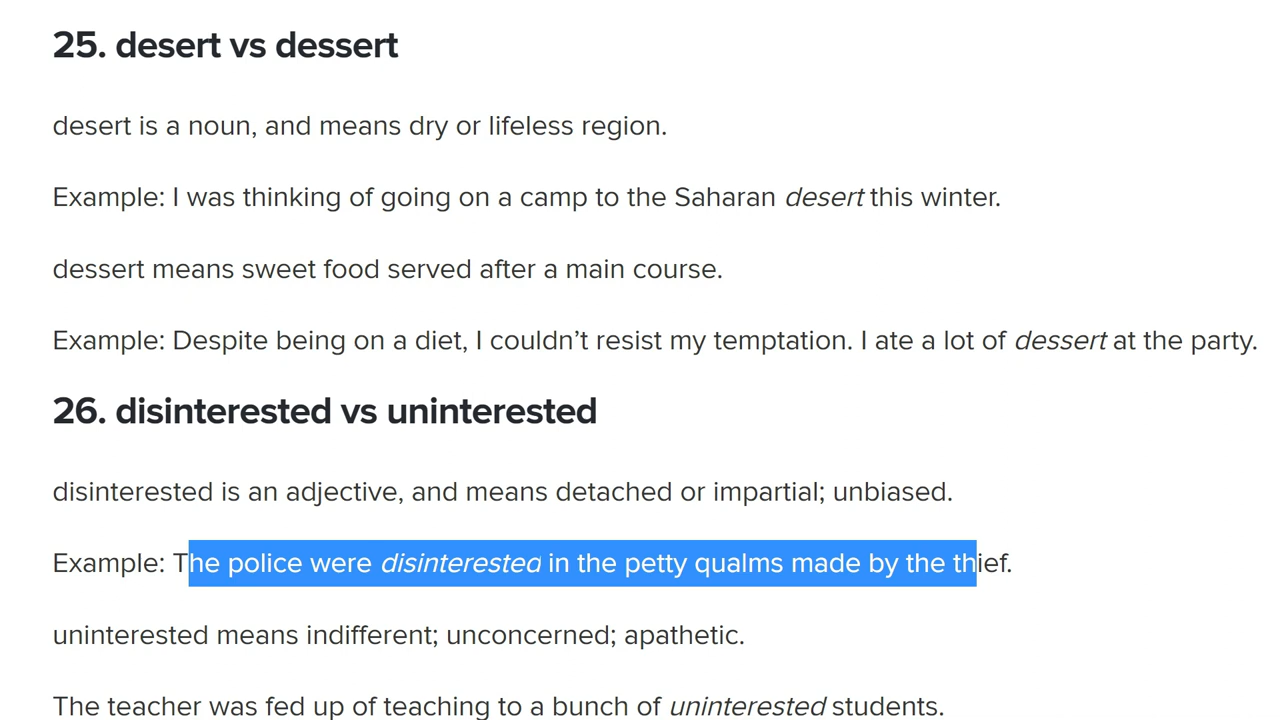 25. desert vs dessert
desert is a noun, and means dry or lifeless region.
Example: I was thinking of going on a camp to the Saharan desert this winter.
dessert means sweet food served after a main course.
Example: Despite being on a diet, I couldn’t resist my temptation. I ate a lot of dessert at the party.
26. disinterested vs uninterested
disinterested is an adjective, and means detached or impartial; unbiased.
Example: The police were disinterested in the petty qualms made by the thief.
uninterested means indifferent; unconcerned; apathetic.
The teacher was fed up of teaching to a bunch of uninterested students.